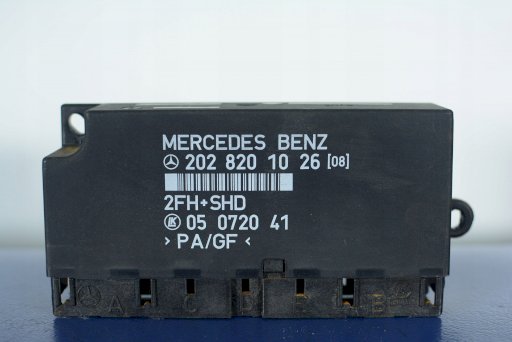 MERCEDES BENZ
202 820 10 26 [08]
2FH+SHD
05 0720 41
> PA/GF <
A C E